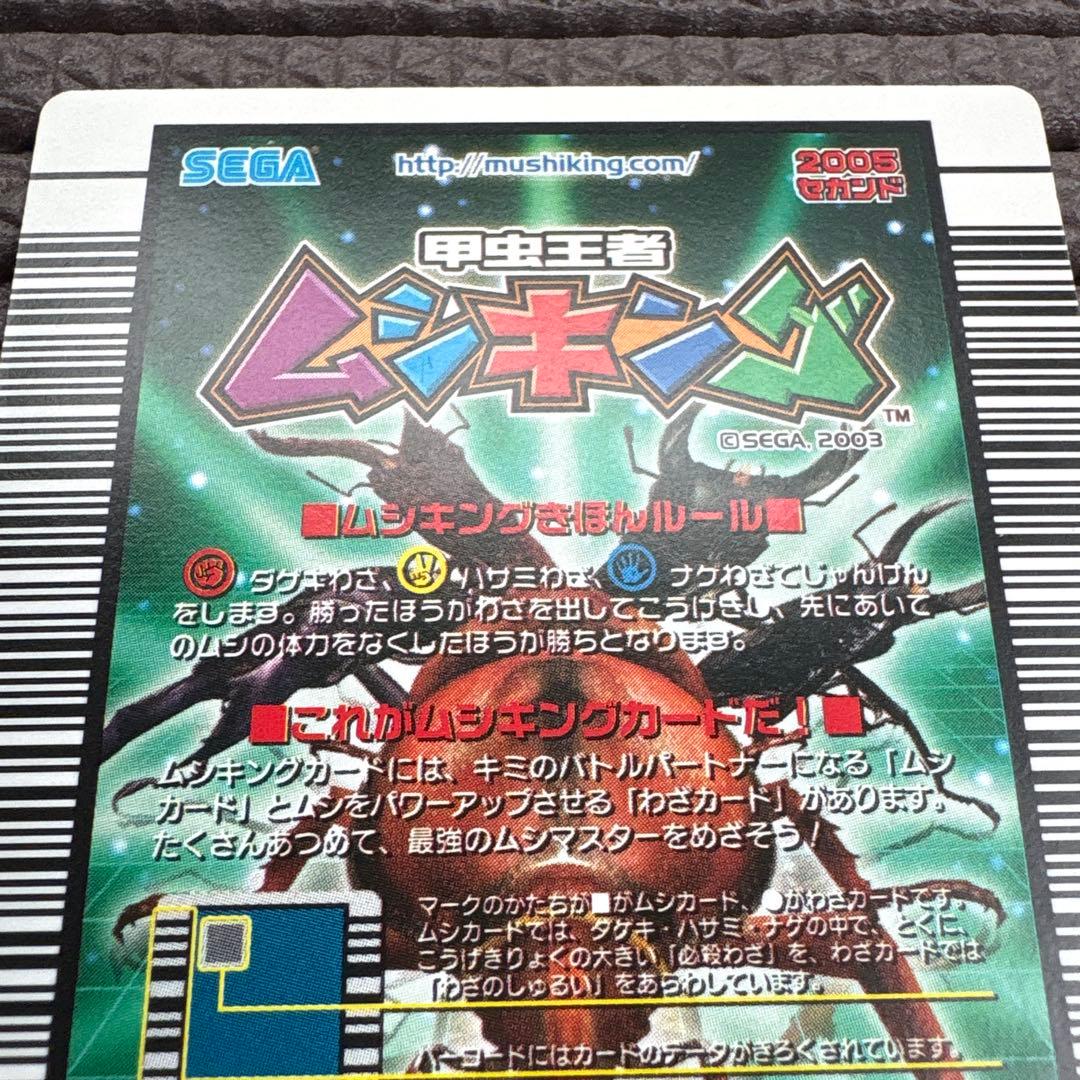 SEGA
http://mushiking.com/
2005
セカンド
甲虫王者
ムシキング
TM
©SEGA, 2003
■ムシキングきほんルール■
ダゲキわざ、ハサミわざ、ナゲわざでじゃんけん
をします。勝ったほうがわざを出してこうげきし、先にあいて
のムシの体力をなくしたほうが勝ちとなります。
■これがムシキングカードだ！■
ムシキングカードには、キミのバトルパートナーになる「ムシ
カード」とムシをパワーアップさせる「わざカード」があります。
たくさんあつめて、最強のムシマスターをめざそう！
マークのかたちが■がムシカード、●がわざカードです。
ムシカードでは、ダゲキ・ハサミ・ナゲの中で、とくに、
こうげきりょくの大きい「必殺わざ」を、わざカードでは
「わざのしゅるい」をあらわしています。
バーコードにはカードのデータがきろくされています。